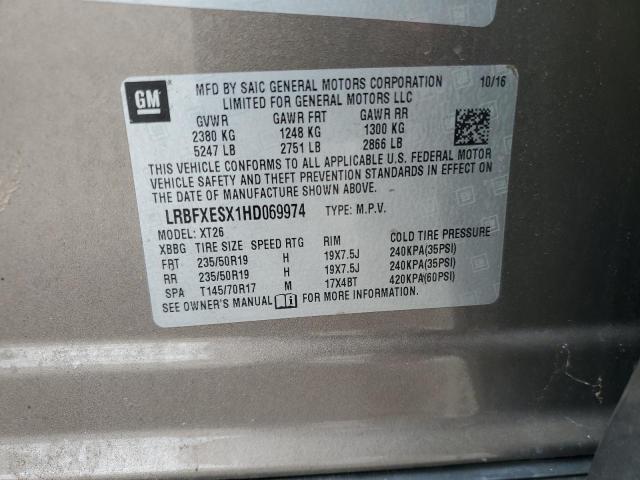 GM
MFD BY SAIC GENERAL MOTORS CORPORATION 10/16
LIMITED FOR GENERAL MOTORS LLC
GVWR GAWR FRT GAWR RR
2380 KG 1248 KG 1300 KG
5247 LB 2751 LB 2866 LB
THIS VEHICLE CONFORMS TO ALL APPLICABLE U.S. FEDERAL MOTOR
VEHICLE SAFETY AND THEFT PREVENTION STANDARDS IN EFFECT ON
THE DATE OF MANUFACTURE SHOWN ABOVE.
LRBFXESX1HD069974 TYPE: M.P.V.
MODEL: XT26
XBBG TIRE SIZE SPEED RTG RIM COLD TIRE PRESSURE
FRT 235/50R19 H 19X7.5J 240KPA(35PSI)
RR 235/50R19 H 19X7.5J 240KPA(35PSI)
SPA T145/70R17 M 17X4BT 420KPA(60PSI)
SEE OWNER'S MANUAL FOR MORE INFORMATION.